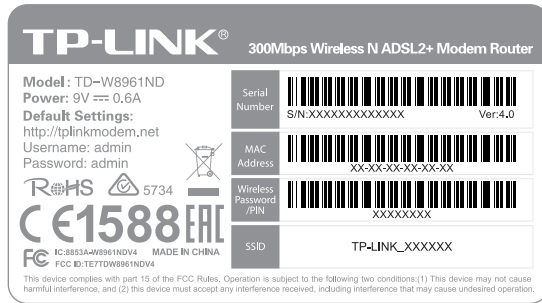 TP-LINK®
300Mbps Wireless N ADSL2+ Modem Router
Model: TD-W8961ND
Power: 9V ⎓ 0.6A
Default Settings:
http://tplinkmodem.net
Username: admin
Password: admin
RoHS 5734
CE1588 EAC
FC IC:8853A-W8961NDV4 MADE IN CHINA
FCC ID:TE7TDW8961NDV4
Serial
Number
S/N:XXXXXXXXXXXXX Ver:4.0
MAC
Address
XX-XX-XX-XX-XX-XX
Wireless
Password
/PIN
XXXXXXXX
SSID
TP-LINK_XXXXXX
This device complies with part 15 of the FCC Rules. Operation is subject to the following two conditions:(1) This device may not cause
harmful interference, and (2) this device must accept any interference received, including interference that may cause undesired operation.